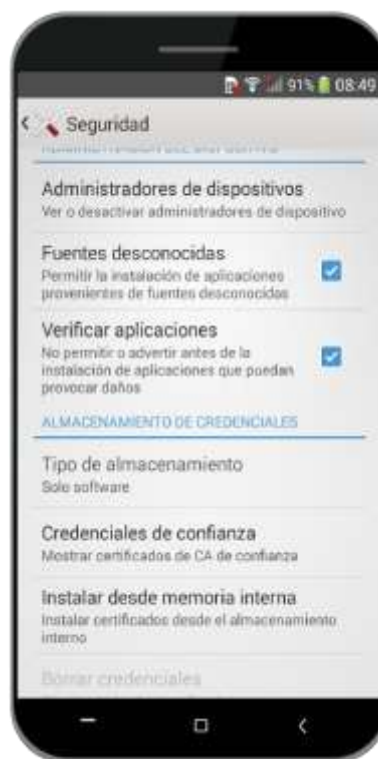 91% 08:49
Seguridad
ADMINISTRACIÓN DEL DISPOSITIVO
Administradores de dispositivos
Ver o desactivar administradores de dispositivo
Fuentes desconocidas
Permitir la instalación de aplicaciones
provenientes de fuentes desconocidas
Verificar aplicaciones
No permitir o advertir antes de la
instalación de aplicaciones que puedan
provocar daños
ALMACENAMIENTO DE CREDENCIALES
Tipo de almacenamiento
Solo software
Credenciales de confianza
Mostrar certificados de CA de confianza
Instalar desde memoria interna
Instalar certificados desde el almacenamiento
interno
Borrar credenciales